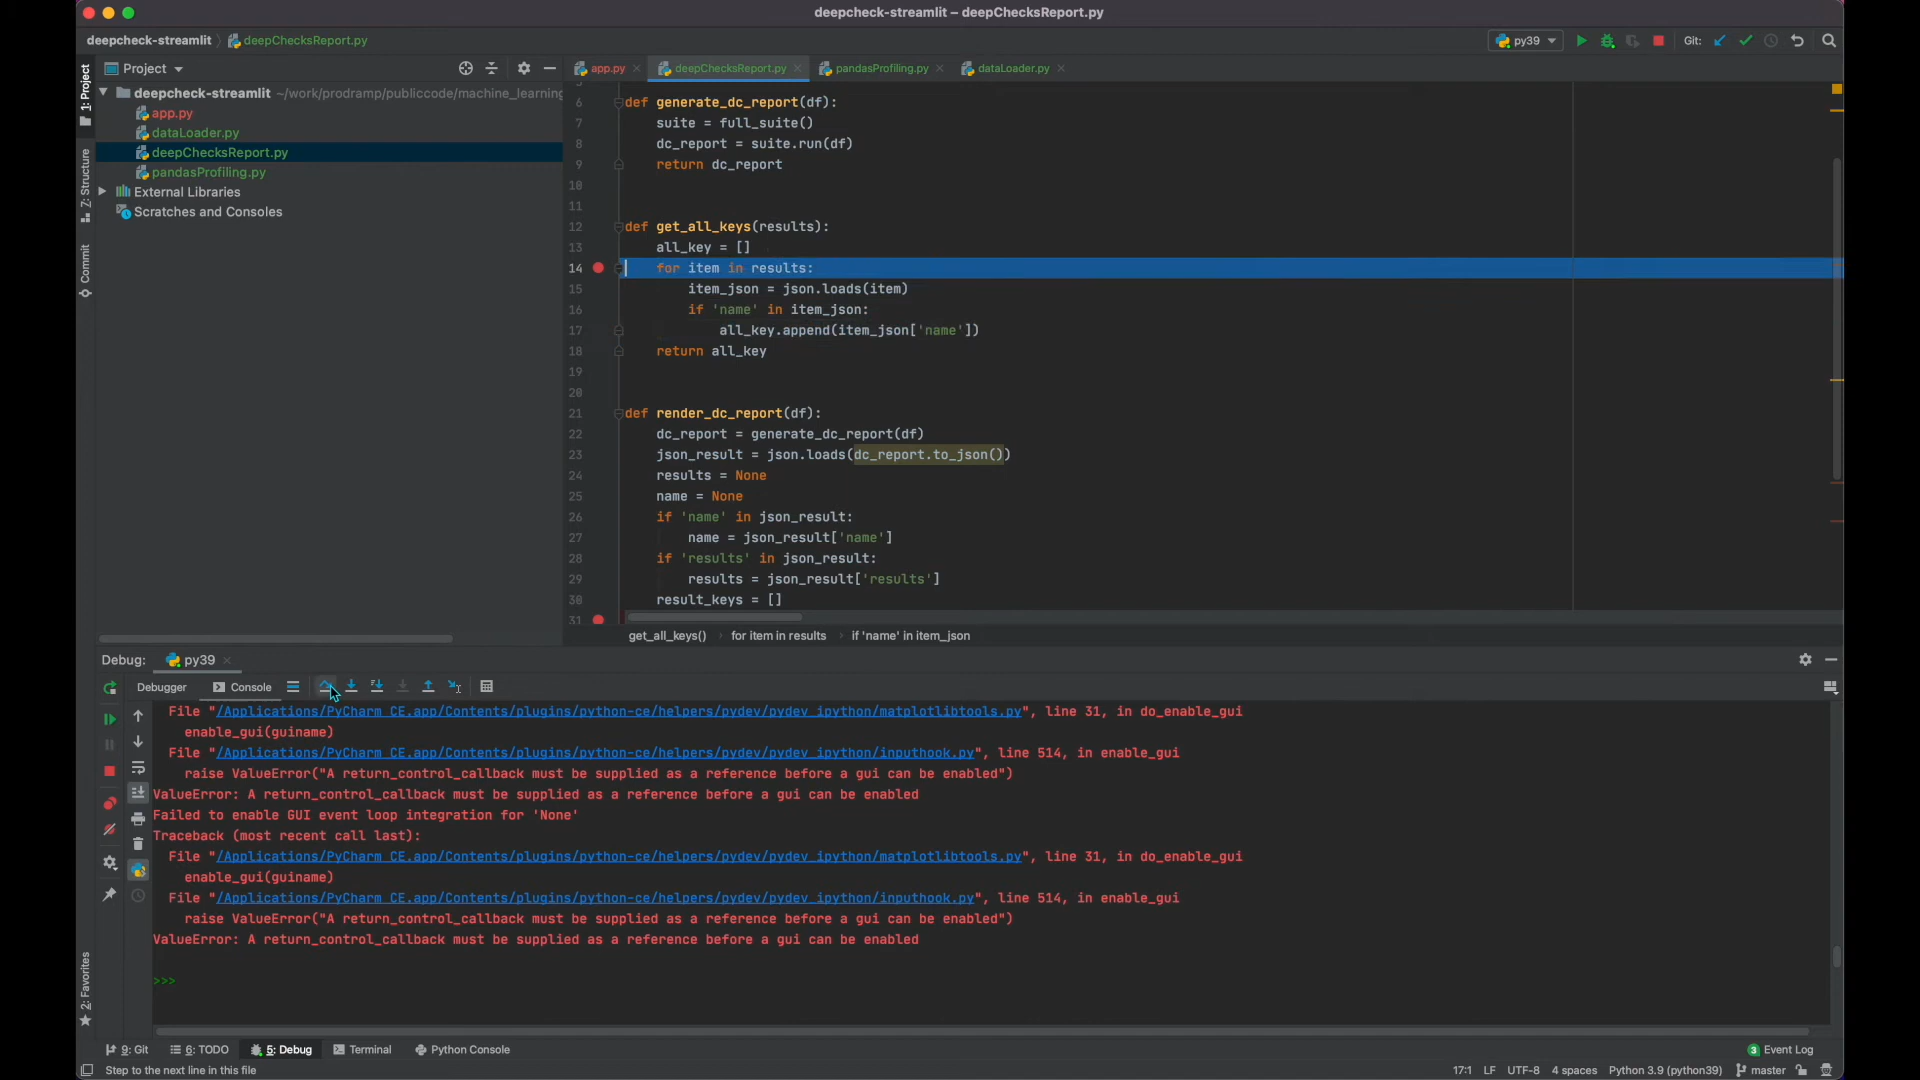 deepcheck-streamlit – deepChecksReport.py
deepcheck-streamlit 〉 deepChecksReport.py
py39
Git:
1: Project
Project
app.py
deepChecksReport.py
pandasProfiling.py
dataLoader.py
deepcheck-streamlit ~/work/prodramp/publiccode/machine_learning
app.py
dataLoader.py
deepChecksReport.py
pandasProfiling.py
External Libraries
Scratches and Consoles
Z: Structure
Commit
6 def generate_dc_report(df):
7 suite = full_suite()
8 dc_report = suite.run(df)
9 return dc_report
10
11
12 def get_all_keys(results):
13 all_key = []
14 for item in results:
15 item_json = json.loads(item)
16 if 'name' in item_json:
17 all_key.append(item_json['name'])
18 return all_key
19
20
21 def render_dc_report(df):
22 dc_report = generate_dc_report(df)
23 json_result = json.loads(dc_report.to_json())
24 results = None
25 name = None
26 if 'name' in json_result:
27 name = json_result['name']
28 if 'results' in json_result:
29 results = json_result['results']
30 result_keys = []
31
get_all_keys() 〉 for item in results 〉 if 'name' in item_json
Debug: py39
Debugger Console
File "/Applications/PyCharm CE.app/Contents/plugins/python-ce/helpers/pydev/pydev_ipython/matplotlibtools.py", line 31, in do_enable_gui
enable_gui(guiname)
File "/Applications/PyCharm CE.app/Contents/plugins/python-ce/helpers/pydev/pydev_ipython/inputhook.py", line 514, in enable_gui
raise ValueError("A return_control_callback must be supplied as a reference before a gui can be enabled")
ValueError: A return_control_callback must be supplied as a reference before a gui can be enabled
Failed to enable GUI event loop integration for 'None'
Traceback (most recent call last):
File "/Applications/PyCharm CE.app/Contents/plugins/python-ce/helpers/pydev/pydev_ipython/matplotlibtools.py", line 31, in do_enable_gui
enable_gui(guiname)
File "/Applications/PyCharm CE.app/Contents/plugins/python-ce/helpers/pydev/pydev_ipython/inputhook.py", line 514, in enable_gui
raise ValueError("A return_control_callback must be supplied as a reference before a gui can be enabled")
ValueError: A return_control_callback must be supplied as a reference before a gui can be enabled
>>>
2: Favorites
9: Git
6: TODO
5: Debug
Terminal
Python Console
3 Event Log
Step to the next line in this file
17:1 LF UTF-8 4 spaces Python 3.9 (python39) master